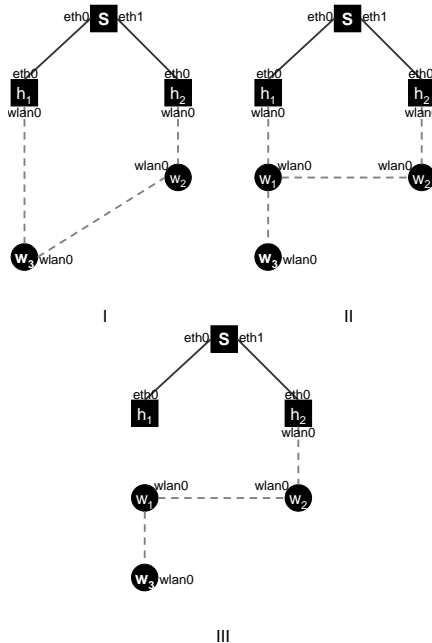 S
eth0 eth1
eth0 eth0
h1 h2
wlan0 wlan0
wlan0 w2
w3 wlan0
I
S
eth0 eth1
eth0 eth0
h1 h2
wlan0 wlan0
w1 wlan0 wlan0 w2
w3 wlan0
II
S
eth0 eth1
eth0 eth0
h1 h2
wlan0
w1 wlan0 wlan0 w2
w3 wlan0
III